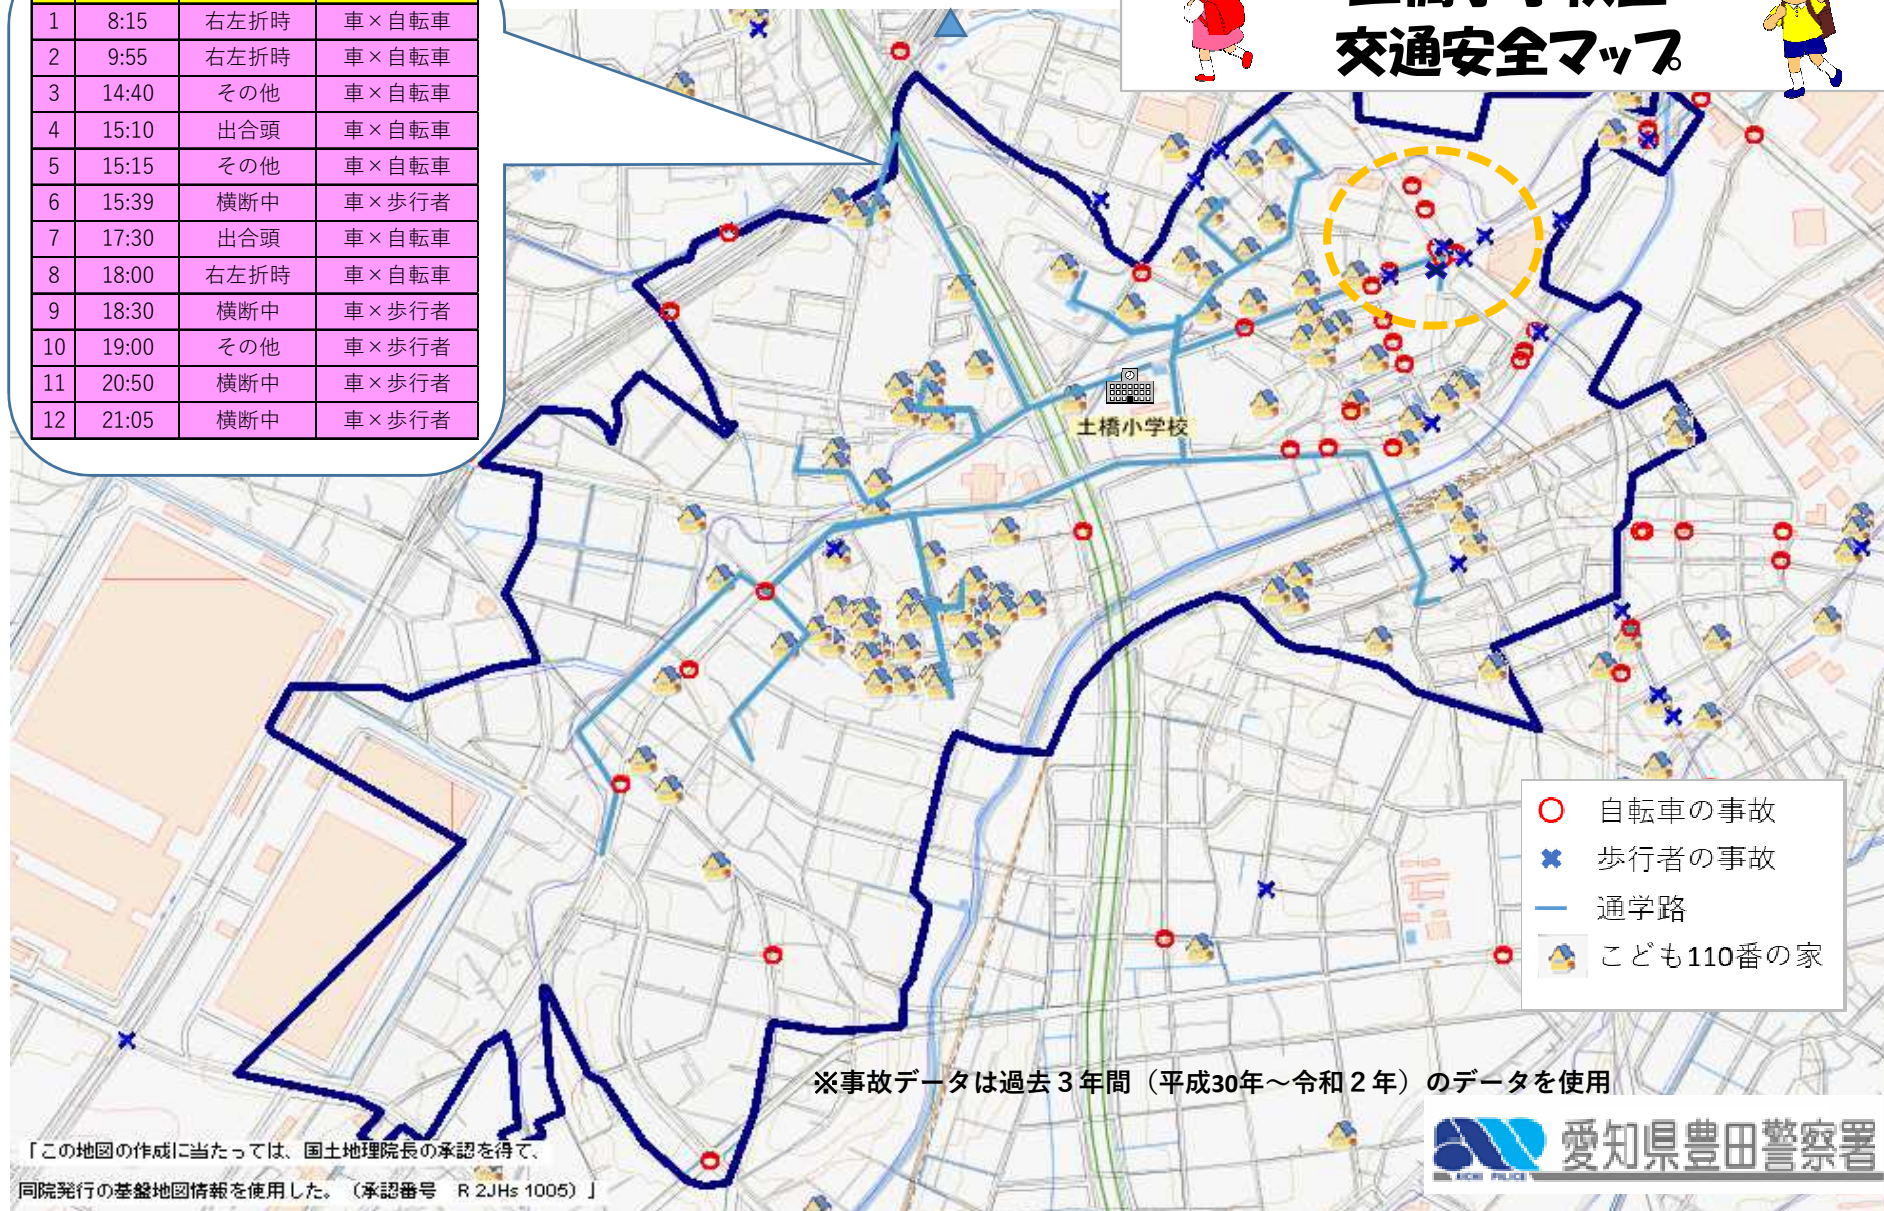 交通安全マップ
1 8:15 右左折時 車×自転車
2 9:55 右左折時 車×自転車
3 14:40 その他 車×自転車
4 15:10 出合頭 車×自転車
5 15:15 その他 車×自転車
6 15:39 横断中 車×歩行者
7 17:30 出合頭 車×自転車
8 18:00 右左折時 車×自転車
9 18:30 横断中 車×歩行者
10 19:00 その他 車×歩行者
11 20:50 横断中 車×歩行者
12 21:05 横断中 車×歩行者
土橋小学校
自転車の事故
歩行者の事故
通学路
こども110番の家
※事故データは過去３年間（平成30年～令和２年）のデータを使用
「この地図の作成に当たっては、国土地理院長の承認を得て、
同院発行の基盤地図情報を使用した。（承認番号　R 2JHs 1005）」
愛知県豊田警察署
AICHI POLICE